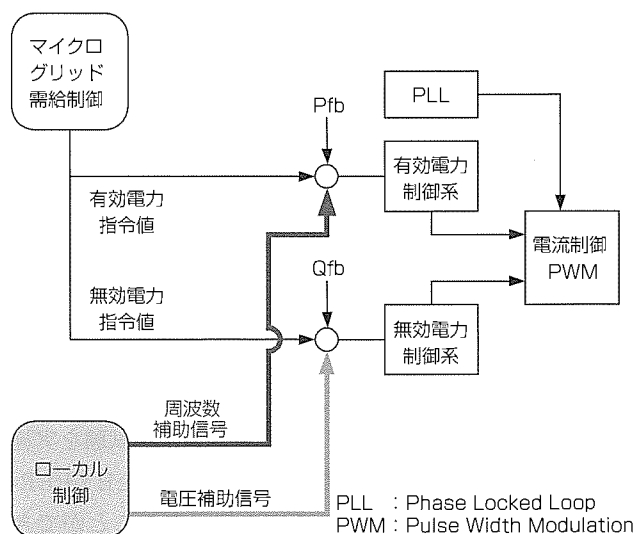 マイクロ
グリッド
需給制御
Pfb
PLL
有効電力
制御系
有効電力
指令値
電流制御
PWM
Qfb
無効電力
指令値
無効電力
制御系
周波数
補助信号
ローカル
制御
電圧補助信号
PLL : Phase Locked Loop
PWM : Pulse Width Modulation